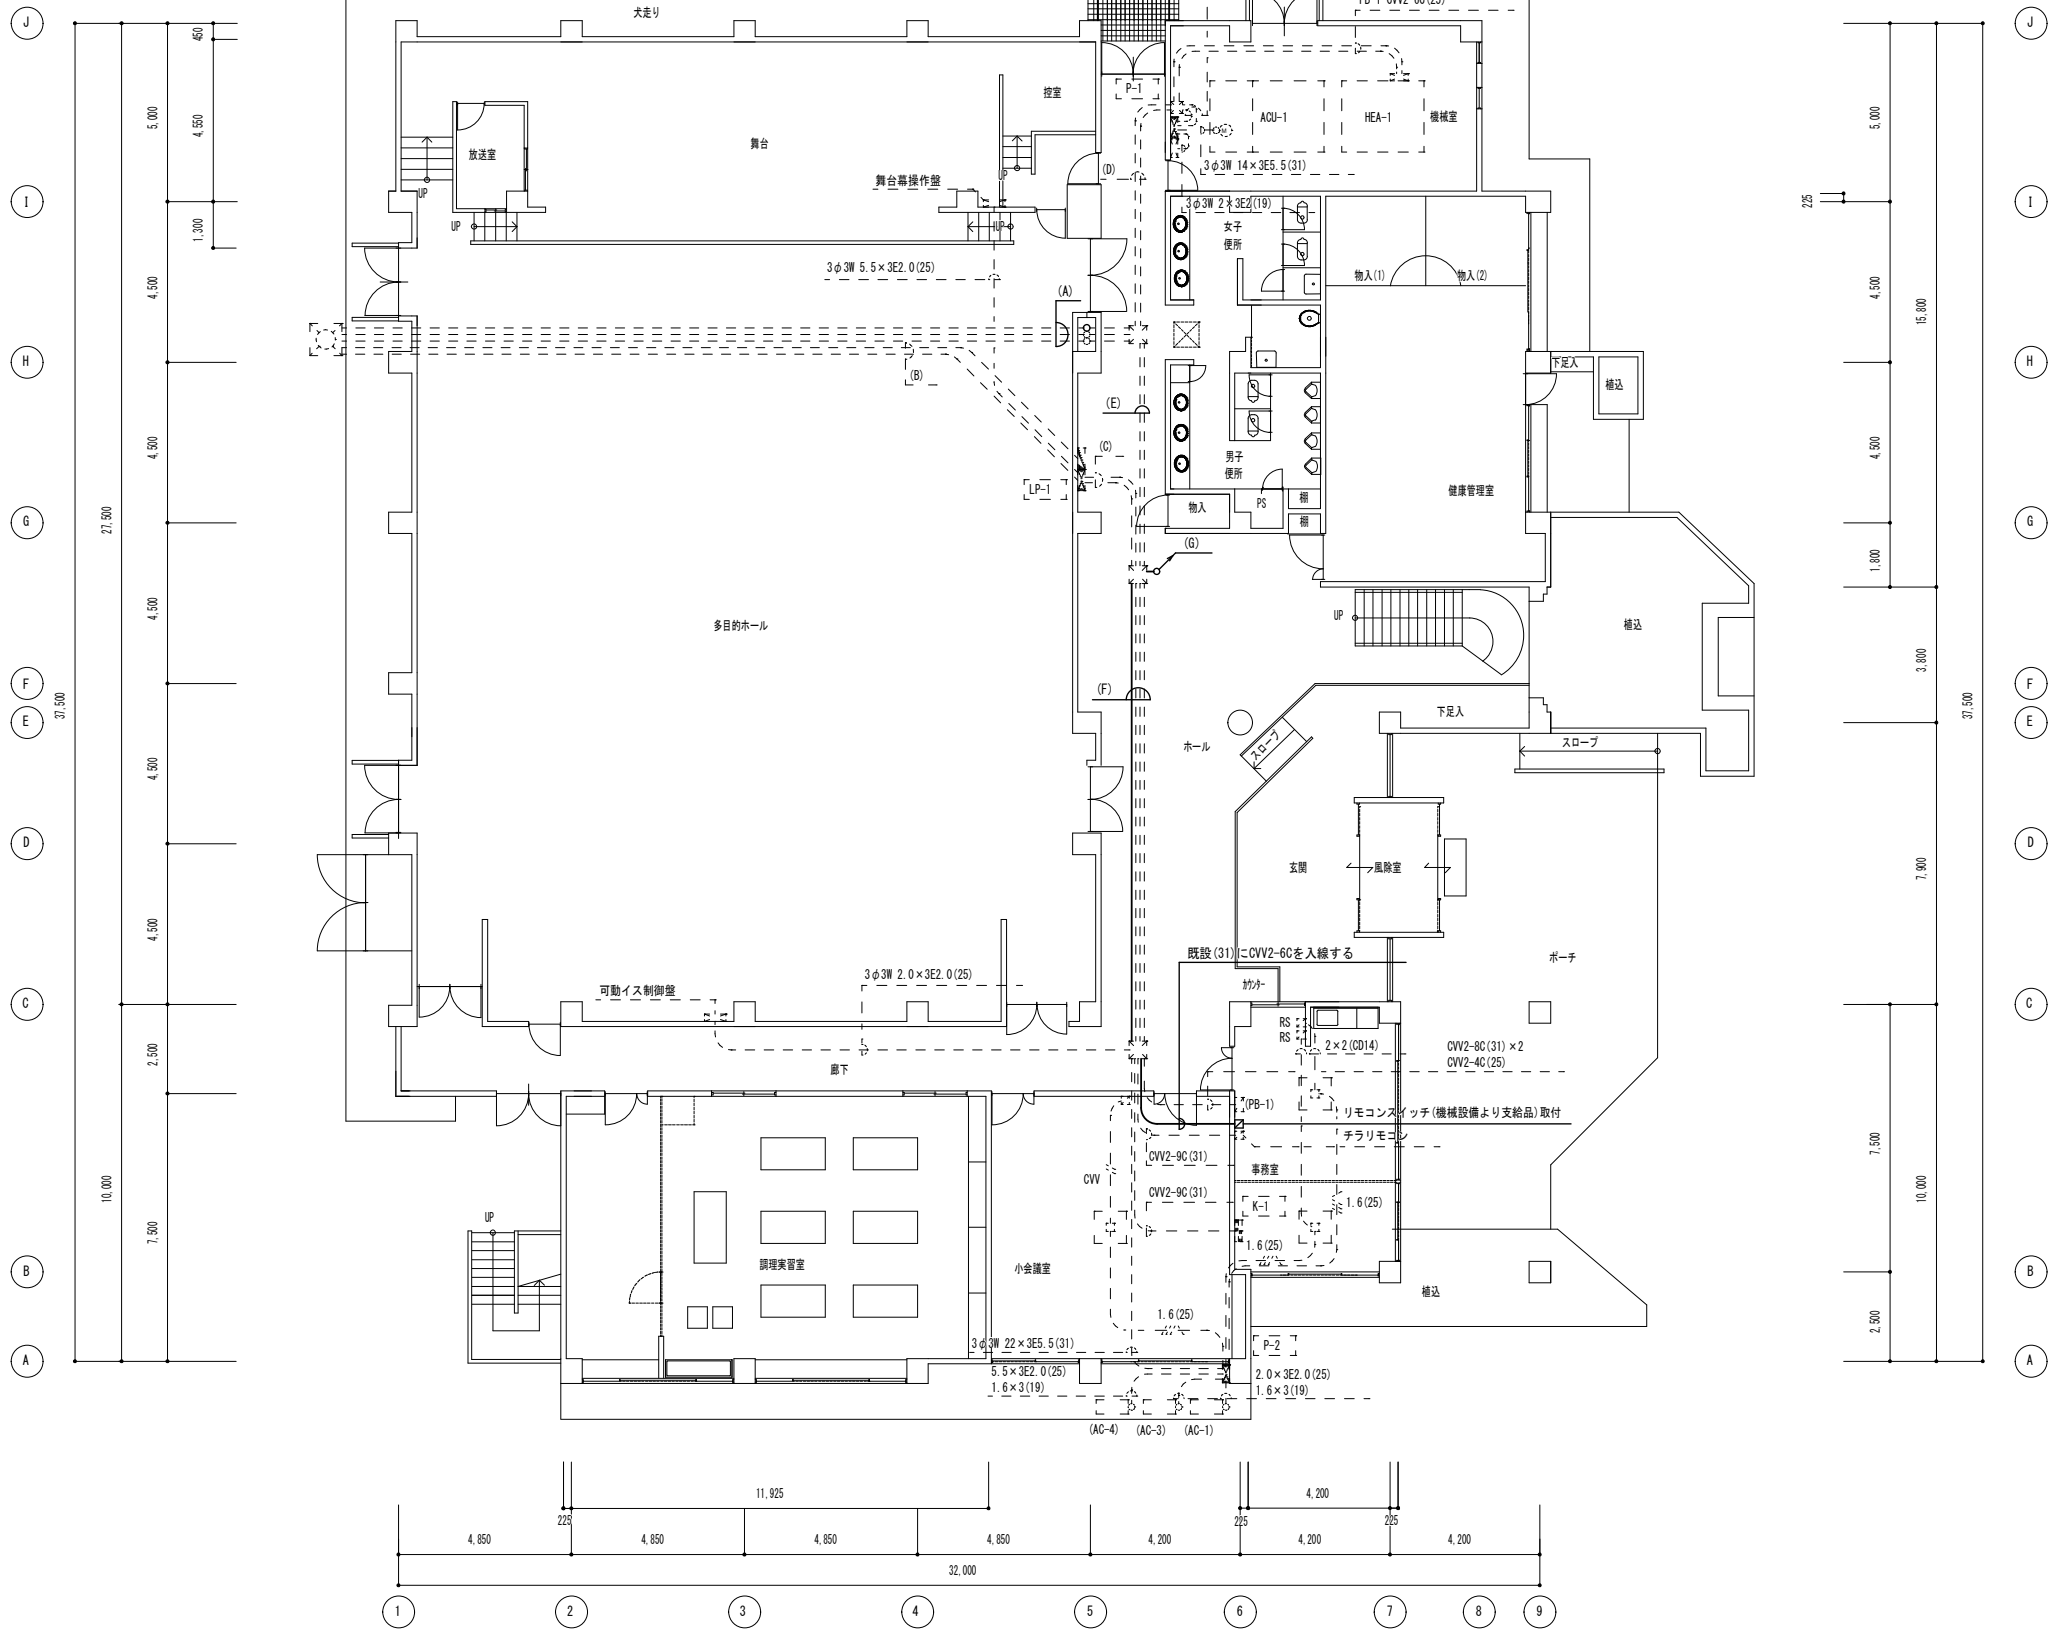 J
犬走り
J
450
5,000
4,550
控室
P-1
ACU-1
HEA-1
機械室
5,000
舞台
放送室
3φ3W 14×3E5.5(31)
(D)
UP
舞台幕操作盤
UP
I
225
I
3φ3W 2×3E2(19)
1,300
UP
UP
女子
便所
3φ3W 5.5×3E2.0(25)
物入(1)
物入(2)
4,500
4,500
(A)
15,800
H
(B)
下足入
植込
H
(E)
4,500
(C)
男子
便所
4,500
LP-1
健康管理室
27,500
物入
PS
棚
棚
G
G
(G)
1,800
4,500
多目的ホール
UP
植込
3,800
F
(F)
F
37,500
37,500
E
下足入
E
ホール
スロープ
スロープ
4,500
D
玄関
風除室
D
7,900
4,500
既設(31)にCVV2-6Cを入線する
ポーチ
3φ3W 2.0×3E2.0(25)
可動イス制御盤
カウンター
C
C
RS
RS
2×2(CD14)
CVV2-8C(31)×2
CVV2-4C(25)
2,500
廊下
(PB-1)
リモコンスイッチ(機械設備より支給品)取付
チラリモコン
7,500
CVV2-9C(31)
事務室
CVV
CVV2-9C(31)
10,000
10,000
K-1
1.6(25)
UP
7,500
1.6(25)
調理実習室
小会議室
B
B
植込
1.6(25)
2,500
3φ3W 22×3E5.5(31)
P-2
A
A
5.5×3E2.0(25)
1.6×3(19)
2.0×3E2.0(25)
1.6×3(19)
(AC-4)
(AC-3)
(AC-1)
11,925
4,200
225
225
225
4,850
4,850
4,850
4,850
4,200
4,200
4,200
32,000
1
2
3
4
5
6
7
8
9